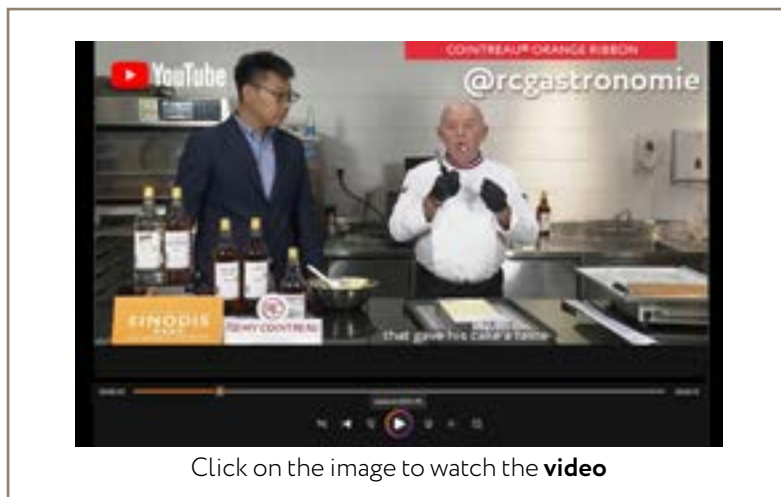 COINTREAU® ORANGE RIBBON
YouTube
@rcgastronomie
SINODIS
RÉMY COINTREAU
that gave his cake a taste
Click on the image to watch the video